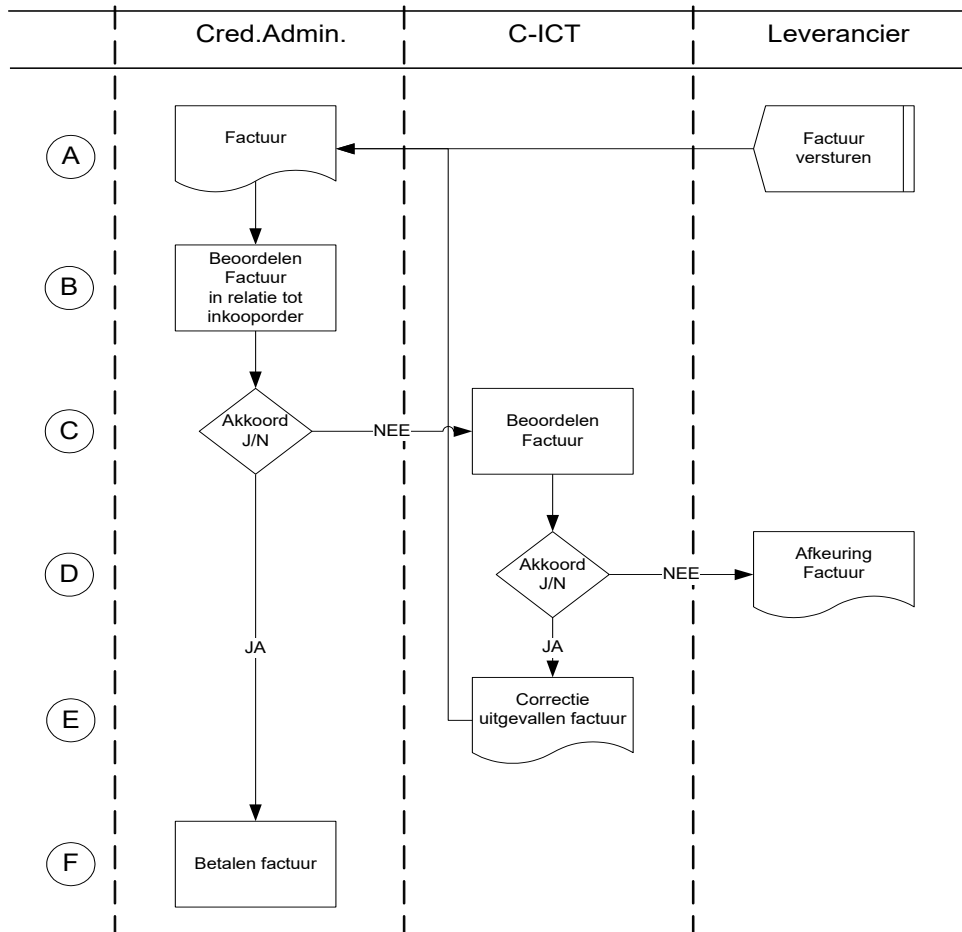 Cred.Admin.
C-ICT
Leverancier
A
Factuur
Factuur
versturen
B
Beoordelen
Factuur
in relatie tot
inkooporder
C
Akkoord
J/N
NEE
Beoordelen
Factuur
D
Akkoord
J/N
NEE
Afkeuring
Factuur
JA
JA
E
Correctie
uitgevallen factuur
F
Betalen factuur